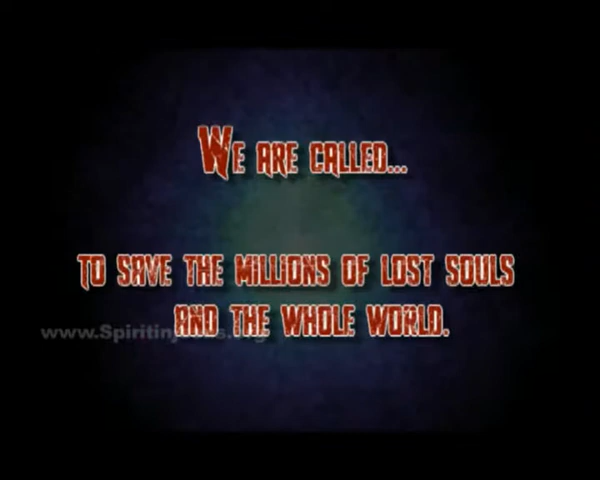 We are called...
to save the millions of lost souls
and the whole world.